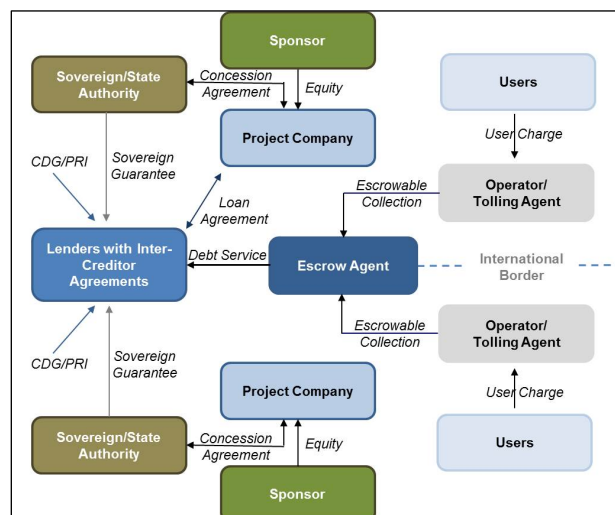 Sponsor
Sovereign/State
Authority
Concession
Agreement
Equity
Users
Project Company
User Charge
CDG/PRI
Sovereign
Guarantee
Loan
Agreement
Escrowable
Collection
Operator/
Tolling Agent
Lenders with Inter-
Creditor
Agreements
Debt Service
Escrow Agent
International
Border
CDG/PRI
Sovereign
Guarantee
Escrowable
Collection
Operator/
Tolling Agent
Project Company
User Charge
Sovereign/State
Authority
Concession
Agreement
Equity
Users
Sponsor